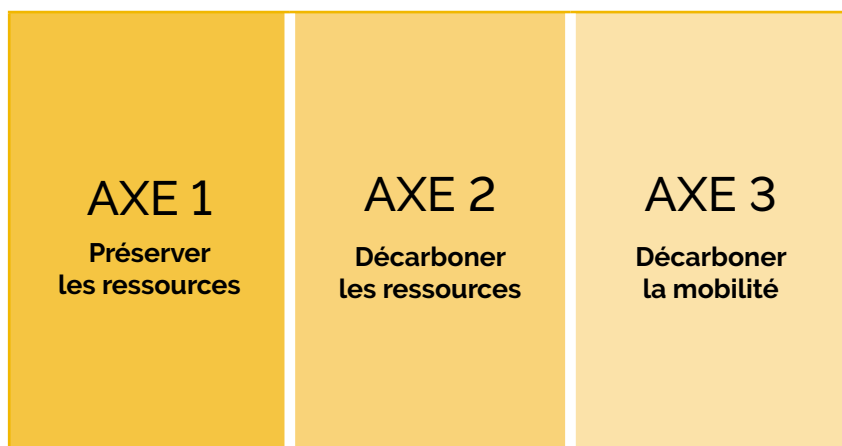 AXE 1
Préserver
les ressources
AXE 2
Décarboner
les ressources
AXE 3
Décarboner
la mobilité